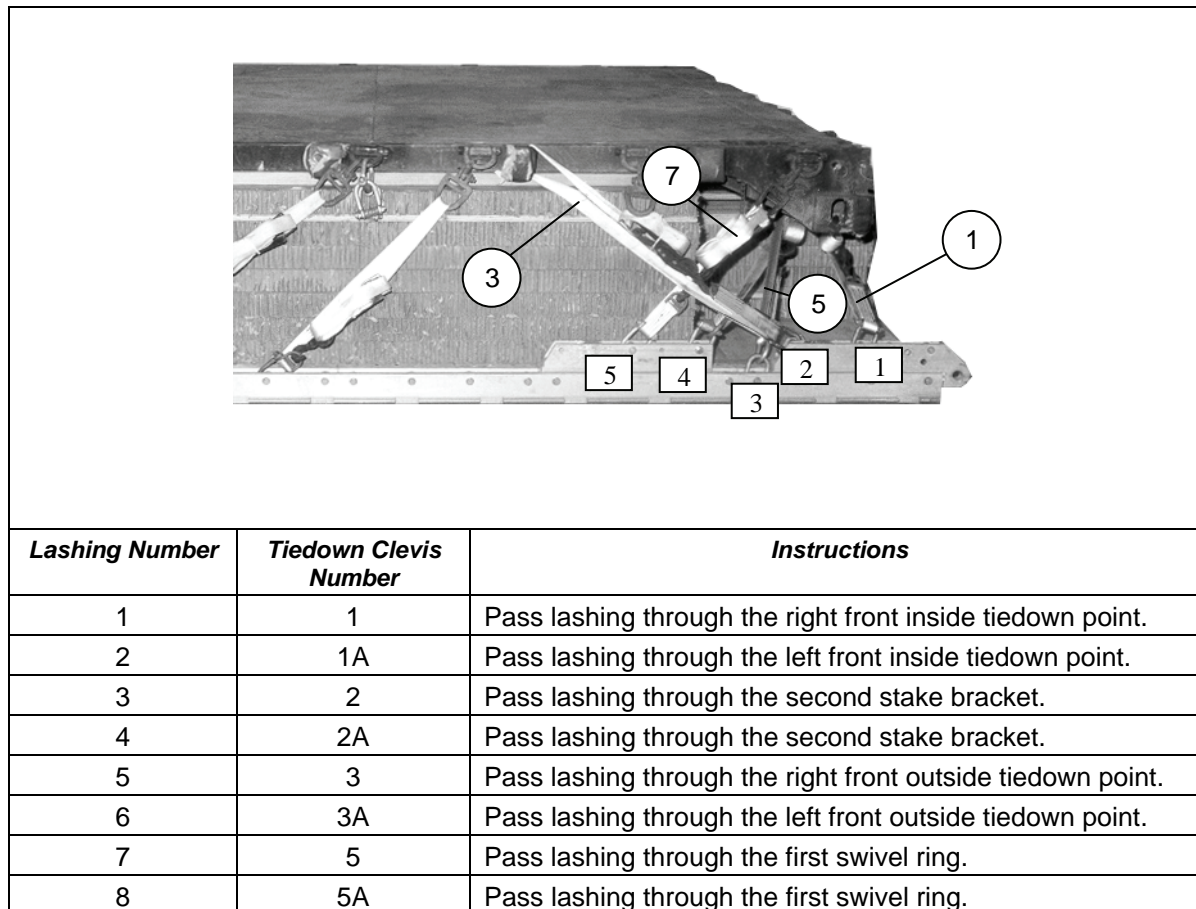 7
1
3
5
5
4
2
1
3
Lashing Number
Tiedown Clevis Number
Instructions
1
1
Pass lashing through the right front inside tiedown point.
2
1A
Pass lashing through the left front inside tiedown point.
3
2
Pass lashing through the second stake bracket.
4
2A
Pass lashing through the second stake bracket.
5
3
Pass lashing through the right front outside tiedown point.
6
3A
Pass lashing through the left front outside tiedown point.
7
5
Pass lashing through the first swivel ring.
8
5A
Pass lashing through the first swivel ring.